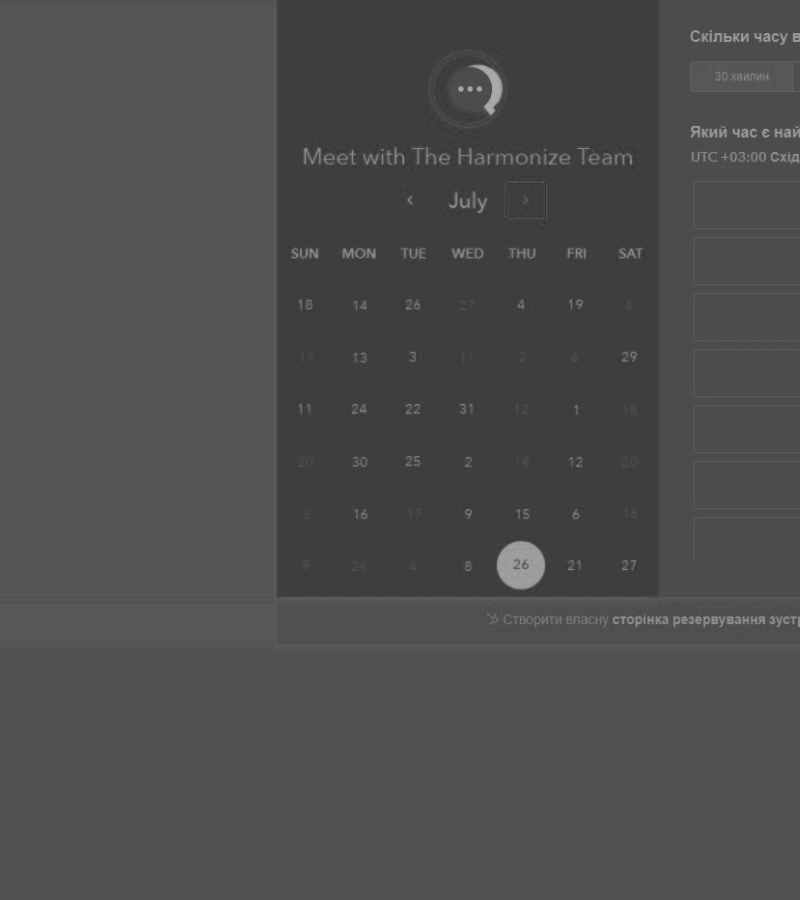 Meet with The Harmonize Team
July
SUN MON TUE WED THU FRI SAT
18 14 26 27 4 19 6
17 13 3 11 2 6 29
11 24 22 31 12 1 18
20 30 25 2 14 12 20
3 16 17 9 15 6 16
9 26 4 8 26 21 27
Скільки часу в
30 хвилин
Який час є най
UTC +03:00 Схід
Створити власну сторінка резервування зуст